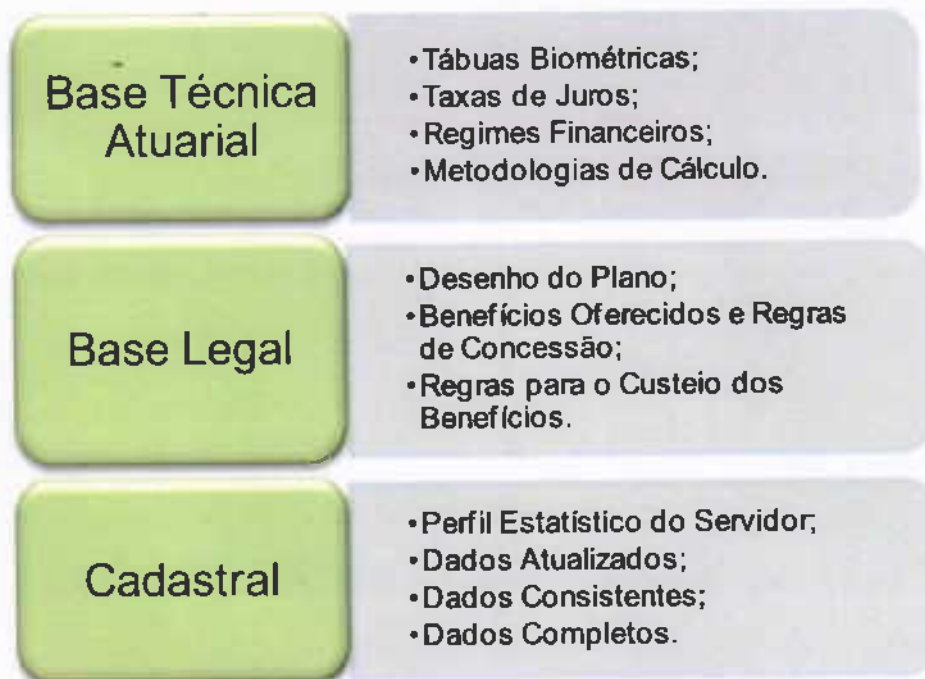 Base Técnica
Atuarial
•Tábuas Biométricas;
•Taxas de Juros;
•Regimes Financeiros;
•Metodologias de Cálculo.
Base Legal
•Desenho do Plano;
•Benefícios Oferecidos e Regras
de Concessão;
•Regras para o Custeio dos
Benefícios.
Cadastral
•Perfil Estatístico do Servidor;
•Dados Atualizados;
•Dados Consistentes;
•Dados Completos.